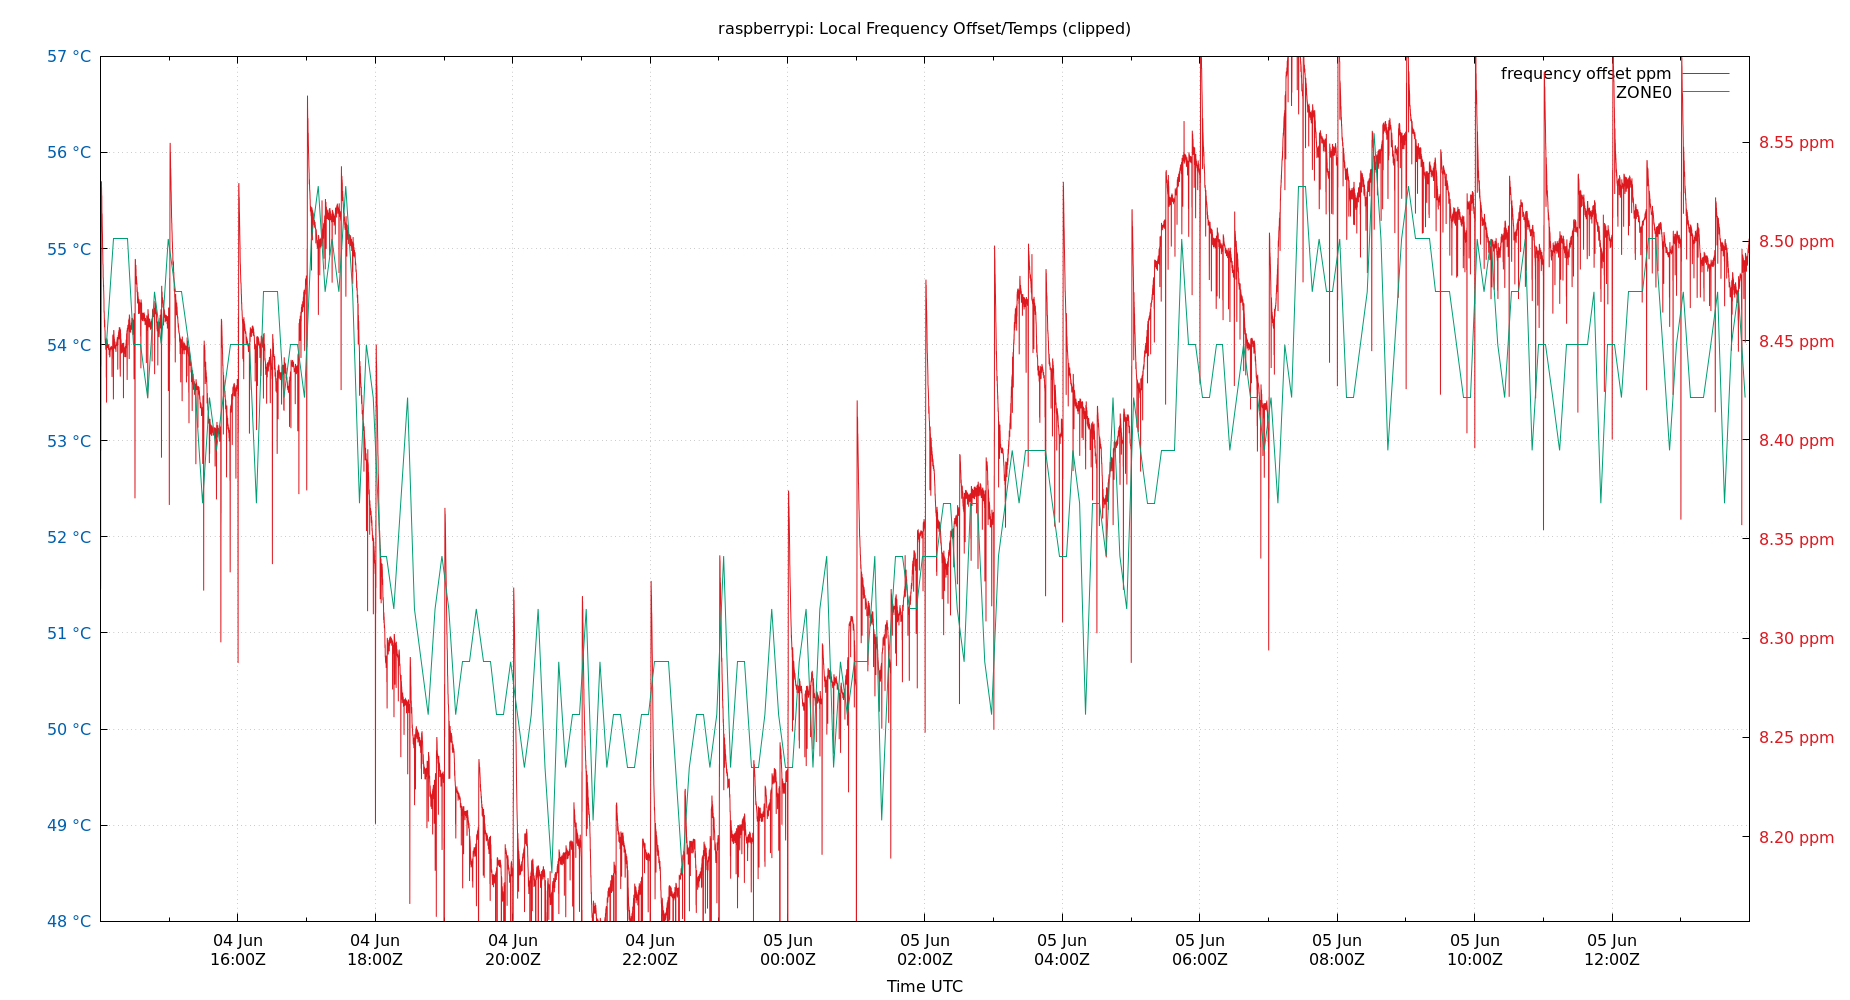 raspberrypi: Local Frequency Offset/Temps (clipped)
57 °C
56 °C
55 °C
54 °C
53 °C
52 °C
51 °C
50 °C
49 °C
48 °C
frequency offset ppm
ZONE0
8.55 ppm
8.50 ppm
8.45 ppm
8.40 ppm
8.35 ppm
8.30 ppm
8.25 ppm
8.20 ppm
04 Jun
16:00Z
04 Jun
18:00Z
04 Jun
20:00Z
04 Jun
22:00Z
05 Jun
00:00Z
05 Jun
02:00Z
05 Jun
04:00Z
05 Jun
06:00Z
05 Jun
08:00Z
05 Jun
10:00Z
05 Jun
12:00Z
Time UTC